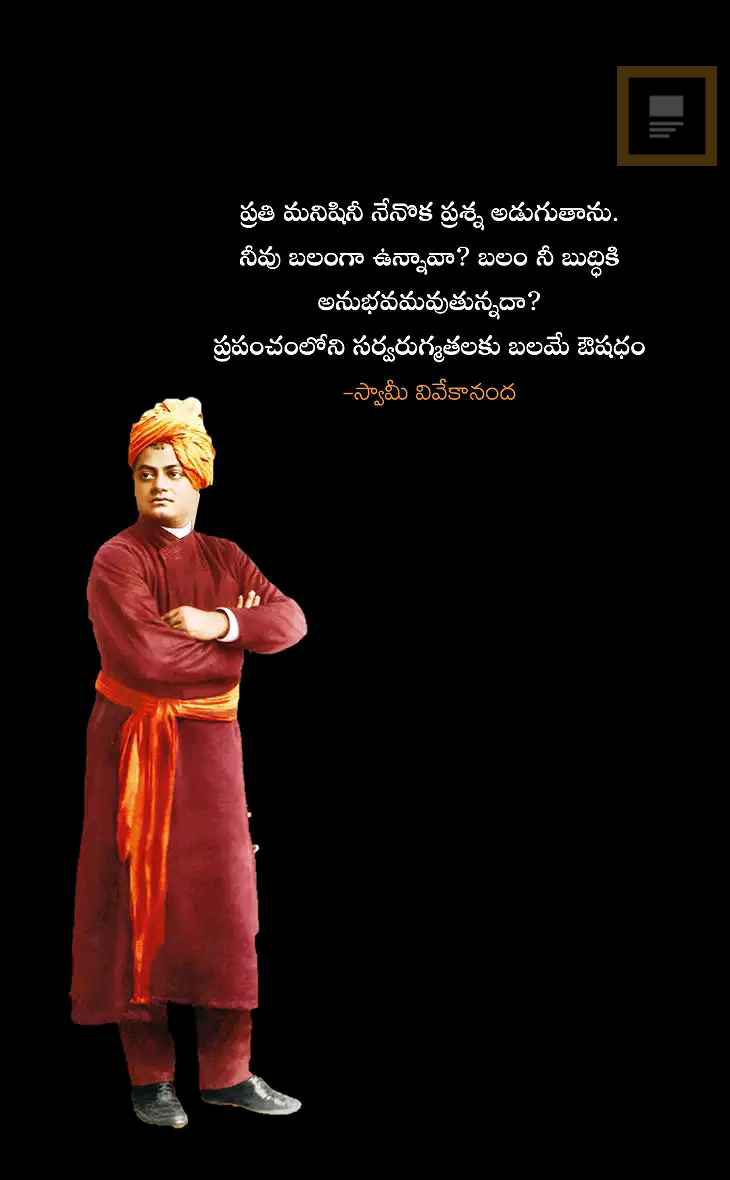 ప్రతి మనిషినీ నేనొక ప్రశ్న అడుగుతాను.
నీవు బలంగా ఉన్నావా? బలం నీ బుద్ధికి
అనుభవమవుతున్నదా?
ప్రపంచంలోని సర్వరుగ్మతలకు బలమే ఔషధం
-స్వామీ వివేకానంద